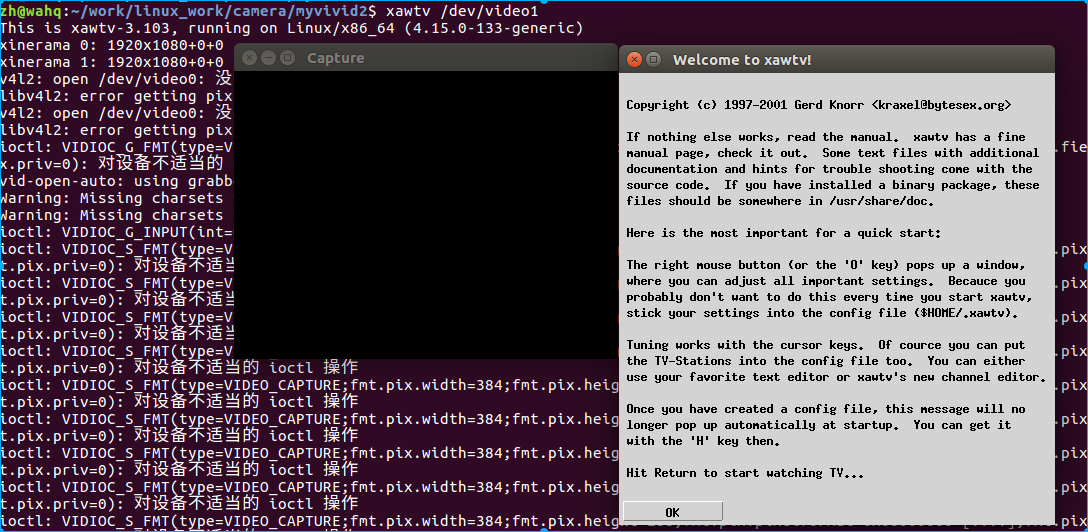 zh@wahq:~/work/linux_work/camera/myvivid2$ xawtv /dev/video1
This is xawtv-3.103, running on Linux/x86_64 (4.15.0-133-generic)
xinerama 0: 1920x1080+0+0
xinerama 1: 1920x1080+0+0
v4l2: open /dev/video0: 没
libv4l2: error getting pix
v4l2: open /dev/video0: 没
libv4l2: error getting pix
ioctl: VIDIOC_G_FMT(type=V
.fie
x.priv=0): 对设备不适当的
vid-open-auto: using grabb
Warning: Missing charsets
Warning: Missing charsets
ioctl: VIDIOC_G_INPUT(int=
ioctl: VIDIOC_S_FMT(type=V
.pix
t.pix.priv=0): 对设备不适当
ioctl: VIDIOC_S_FMT(type=V
.pix
t.pix.priv=0): 对设备不适当
ioctl: VIDIOC_S_FMT(type=V
.pix
t.pix.priv=0): 对设备不适当
ioctl: VIDIOC_S_FMT(type=V
.pix
t.pix.priv=0): 对设备不适当的 ioctl 操作
ioctl: VIDIOC_S_FMT(type=VIDEO_CAPTURE;fmt.pix.width=384;fmt.pix.heig
.pix
t.pix.priv=0): 对设备不适当的 ioctl 操作
ioctl: VIDIOC_S_FMT(type=VIDEO_CAPTURE;fmt.pix.width=384;fmt.pix.heig
.pix
t.pix.priv=0): 对设备不适当的 ioctl 操作
ioctl: VIDIOC_S_FMT(type=VIDEO_CAPTURE;fmt.pix.width=384;fmt.pix.heig
.pix
t.pix.priv=0): 对设备不适当的 ioctl 操作
ioctl: VIDIOC_S_FMT(type=VIDEO_CAPTURE;fmt.pix.width=384;fmt.pix.heig
.pix
t.pix.priv=0): 对设备不适当的 ioctl 操作
ioctl: VIDIOC_S_FMT(type=VIDEO_CAPTURE;fmt.pix.width=384;fmt.pix.heig
.pix
Capture
Welcome to xawtv!
Copyright (c) 1997-2001 Gerd Knorr <kraxel@bytesex.org>
If nothing else works, read the manual.  xawtv has a fine
manual page, check it out.  Some text files with additional
documentation and hints for trouble shooting come with the
source code.  If you have installed a binary package, these
files should be somewhere in /usr/share/doc.
Here is the most important for a quick start:
The right mouse button (or the 'O' key) pops up a window,
where you can adjust all important settings.  Because you
probably don't want to do this every time you start xawtv,
stick your settings into the config file ($HOME/.xawtv).
Tuning works with the cursor keys.  Of cource you can put
the TV-Stations into the config file too.  You can either
use your favorite text editor or xawtv's new channel editor.
Once you have created a config file, this message will no
longer pop up automatically at startup.  You can get it
with the 'H' key then.
Hit Return to start watching TV...
OK